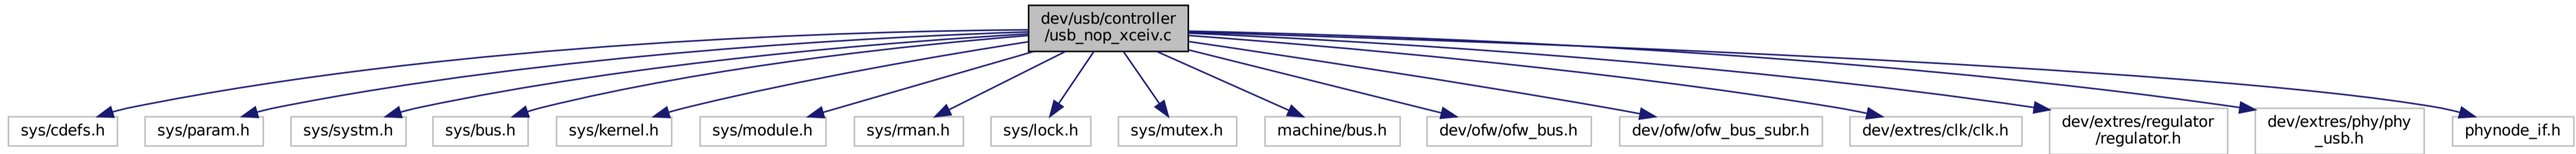 dev/usb/controller
/usb_nop_xceiv.c
sys/cdefs.h
sys/param.h
sys/systm.h
sys/bus.h
sys/kernel.h
sys/module.h
sys/rman.h
sys/lock.h
sys/mutex.h
machine/bus.h
dev/ofw/ofw_bus.h
dev/ofw/ofw_bus_subr.h
dev/extres/clk/clk.h
dev/extres/regulator
/regulator.h
dev/extres/phy/phy
_usb.h
phynode_if.h